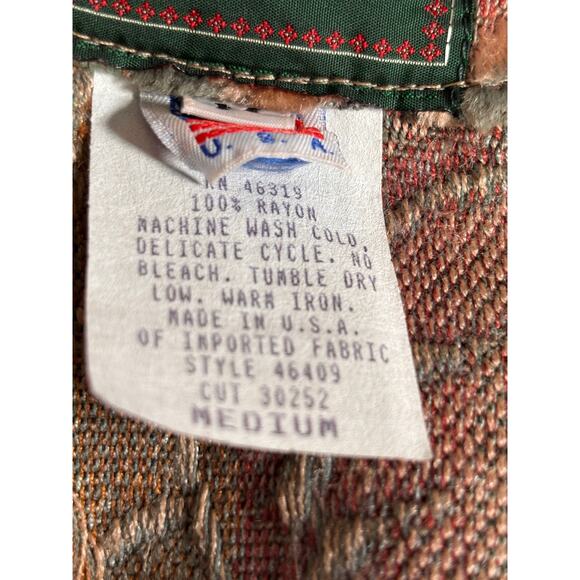 U. S. A.
RN 46319
100% RAYON
MACHINE WASH COLD,
DELICATE CYCLE. NO
BLEACH. TUMBLE DRY
LOW. WARM IRON.
MADE IN U.S.A.
OF IMPORTED FABRIC
STYLE 46409
CUT 30252
MEDIUM